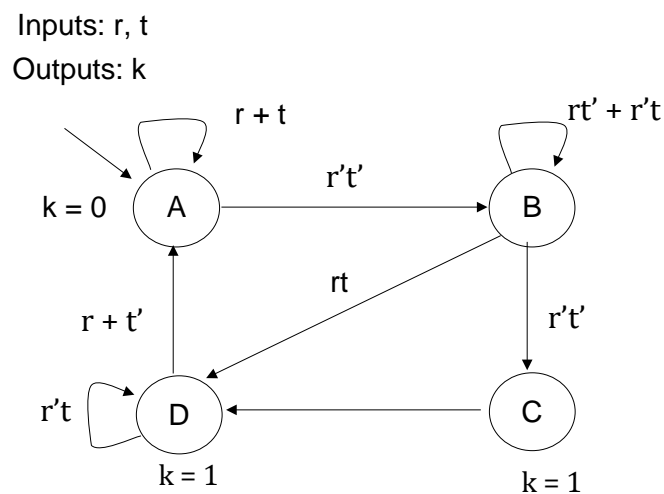 Inputs: r, t
Outputs: k
r + t
rt' + r't
r't'
k = 0
A
B
rt
r't'
r + t'
r't
D
C
k = 1
k = 1